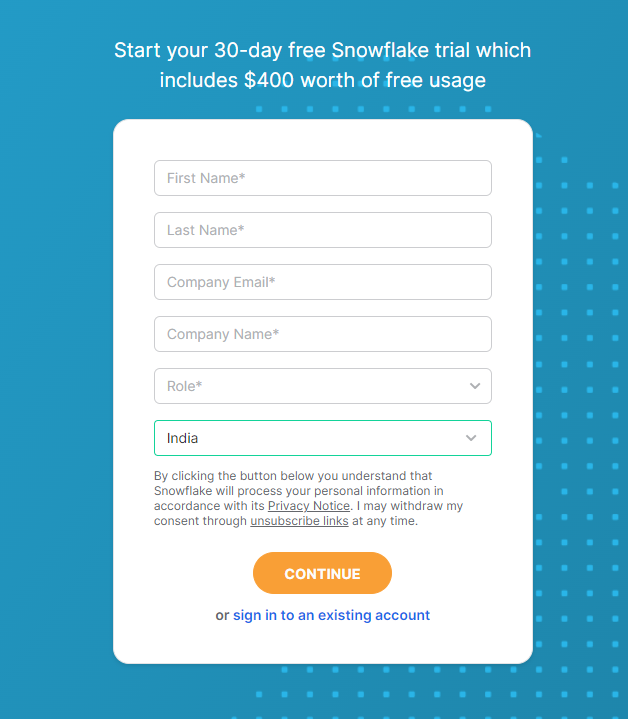 Start your 30-day free Snowflake trial which
includes $400 worth of free usage
First Name*
Last Name*
Company Email*
Company Name*
Role*
India
By clicking the button below you understand that
Snowflake will process your personal information in
accordance with its Privacy Notice. I may withdraw my
consent through unsubscribe links at any time.
CONTINUE
or sign in to an existing account